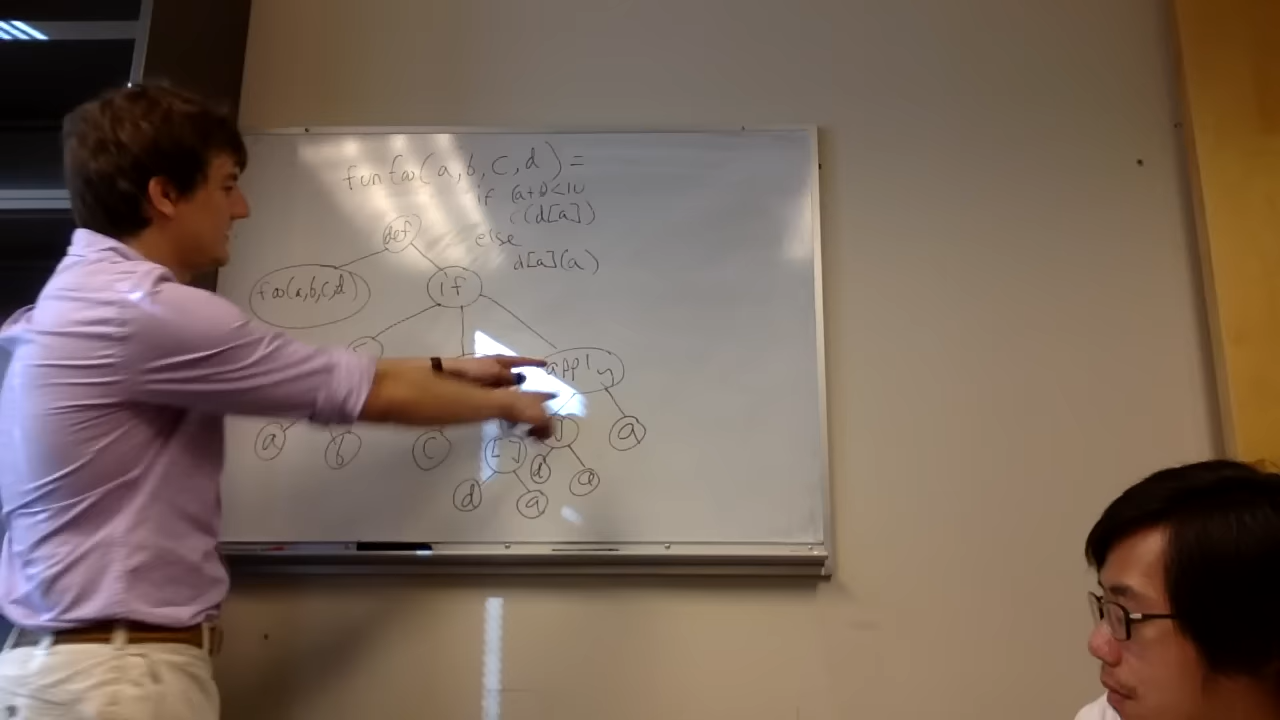 fun foo(a,b,c,d) =
if (a+b)<10
c(d[a])
else
d[a](a)
def
foo(a,b,c,d)
if
apply
a
b
c
[]
d
a
]
d
a
a